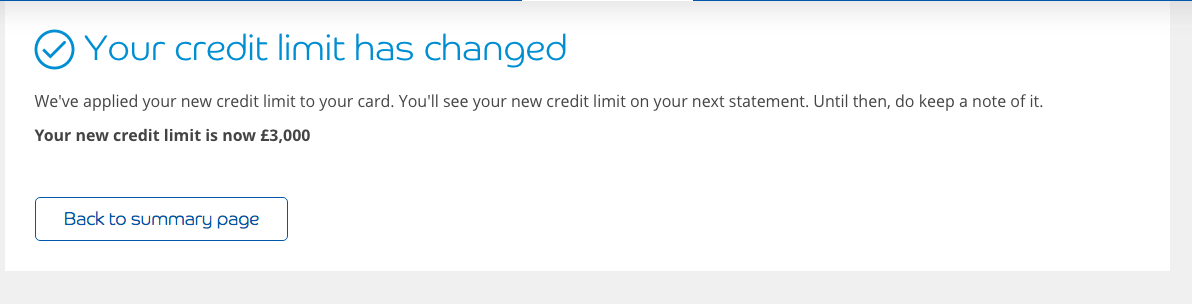 Your credit limit has changed
We've applied your new credit limit to your card. You'll see your new credit limit on your next statement. Until then, do keep a note of it.
Your new credit limit is now £3,000
Back to summary page